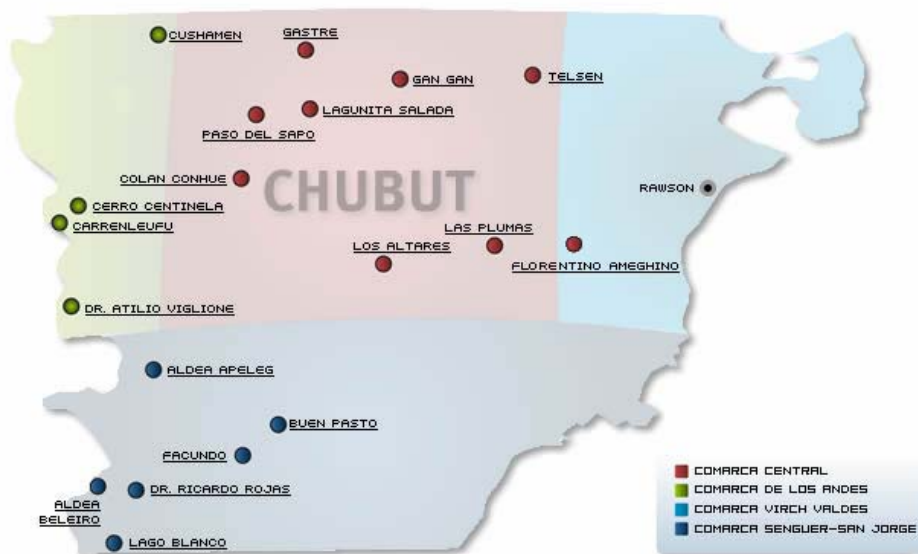 CUSHAMEN
GASTRE
GAN GAN
TELSEN
LAGUNITA SALADA
PASO DEL SAPO
COLAN CONHUE
CHUBUT
RAWSON
CERRO CENTINELA
CARRENLEUFU
LAS PLUMAS
LOS ALTARES
FLORENTINO AMEGHINO
DR. ATILIO VIGLIONE
ALDEA APELEG
BUEN PASTO
FACUNDO
DR. RICARDO ROJAS
ALDEA
BELEIRO
LAGO BLANCO
COMARCA CENTRAL
COMARCA DE LOS ANDES
COMARCA VIRCH VALDES
COMARCA SENGUER-SAN JORGE